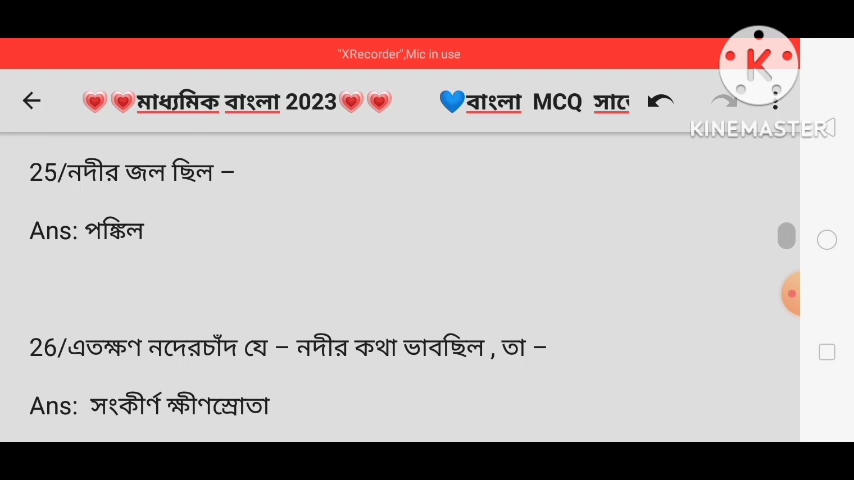 "XRecorder",Mic in use
💗💗মাধ্যমিক বাংলা 2023💗💗 💙বাংলা MCQ
KINEMASTER
25/নদীর জল ছিল –
Ans: পঙ্কিল
26/এতক্ষণ নদেরচাঁদ যে – নদীর কথা ভাবছিল , তা –
Ans: সংকীর্ণ ক্ষীণস্রোতা